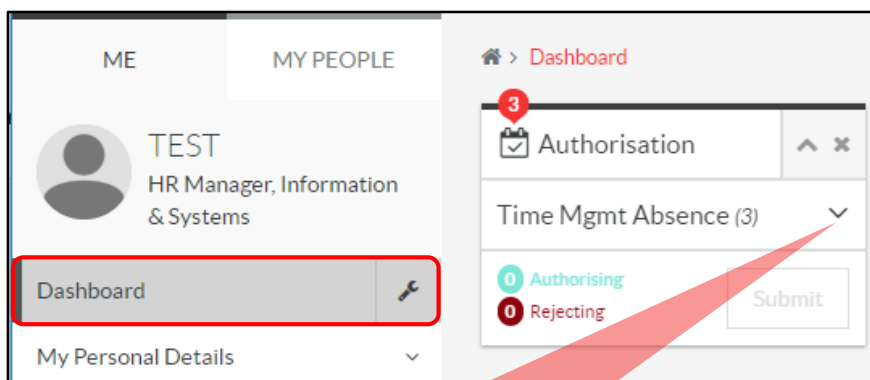 ME
MY PEOPLE
TEST
HR Manager, Information
& Systems
Dashboard
My Personal Details
> Dashboard
3
Authorisation
Time Mgmt Absence (3)
0 Authorising
0 Rejecting
Submit